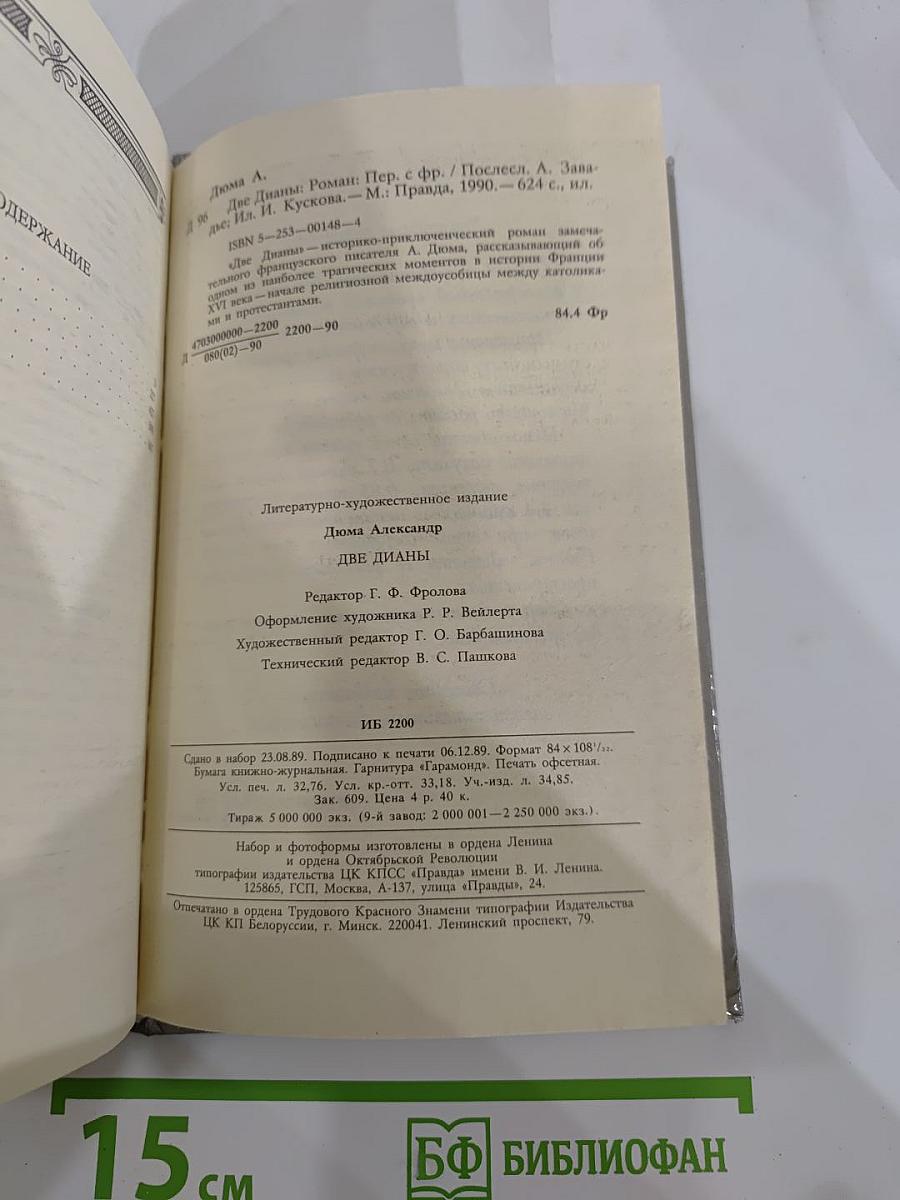 ОДЕРЖАНИЕ
Дюма А.
Д 96 Две Дианы: Роман: Пер. с фр. / Послесл. А. Зава-
дье; Ил. И. Кускова.— М.: Правда, 1990.— 624 с., ил.
ISBN 5—253—00148—4
«Две Дианы» — историко-приключенческий роман замеча-
тельного французского писателя А. Дюма, рассказывающий об
одном из наиболее трагических моментов в истории Франции
XVI века — начале религиозной междоусобицы между католика-
ми и протестантами.
Д 4703000000—2200 2200—90
080(02)—90
84.4 Фр
Литературно-художественное издание
Дюма Александр
ДВЕ ДИАНЫ
Редактор Г. Ф. Фролова
Оформление художника Р. Р. Вейлерта
Художественный редактор Г. О. Барбашинова
Технический редактор В. С. Пашкова
ИБ 2200
Сдано в набор 23.08.89. Подписано к печати 06.12.89. Формат 84×108¹/₃₂.
Бумага книжно-журнальная. Гарнитура «Гарамонд». Печать офсетная.
Усл. печ. л. 32,76. Усл. кр.-отт. 33,18. Уч.-изд. л. 34,85.
Зак. 609. Цена 4 р. 40 к.
Тираж 5 000 000 экз. (9-й завод: 2 000 001—2 250 000 экз.).
Набор и фотоформы изготовлены в ордена Ленина
и ордена Октябрьской Революции
типографии издательства ЦК КПСС «Правда» имени В. И. Ленина.
125865, ГСП, Москва, А-137, улица «Правды», 24.
Отпечатано в ордена Трудового Красного Знамени типографии Издательства
ЦК КП Белоруссии, г. Минск. 220041. Ленинский проспект, 79.
15 см
БФ БИБЛИОФАН